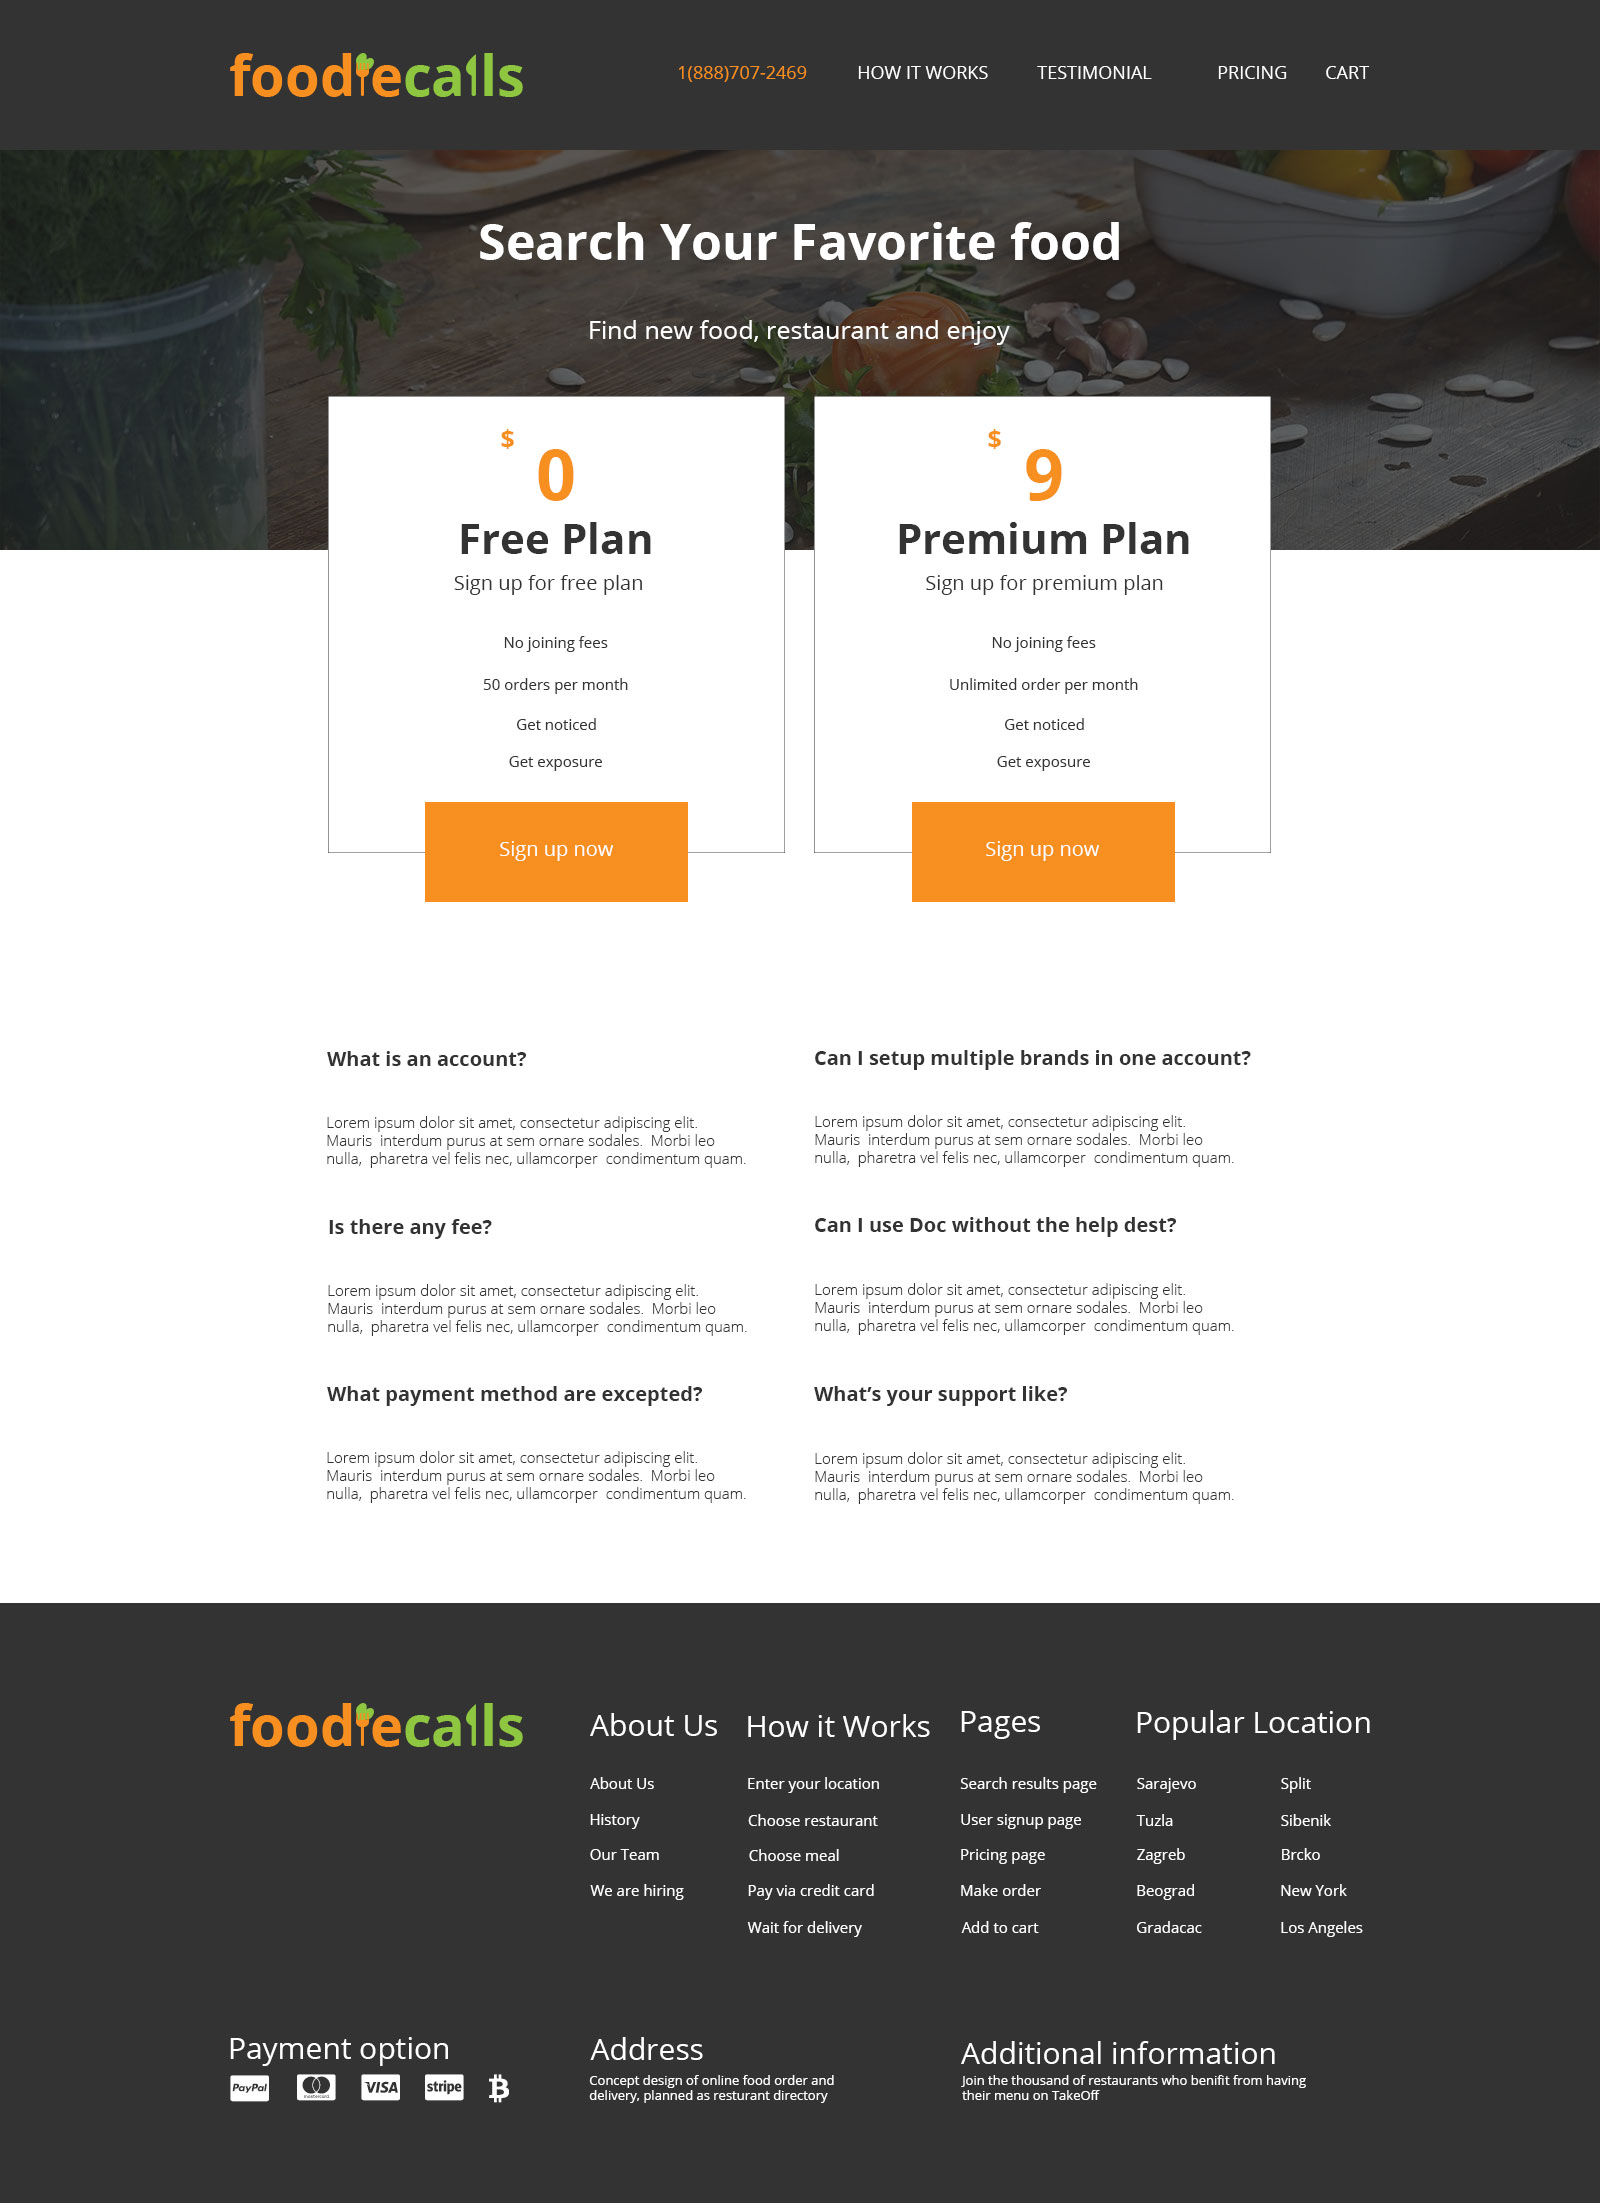 foodiecalls
1(888)707-2469 HOW IT WORKS TESTIMONIAL PRICING CART
Search Your Favorite food
Find new food, restaurant and enjoy
$ 0
Free Plan
Sign up for free plan
No joining fees
50 orders per month
Get noticed
Get exposure
Sign up now
$ 9
Premium Plan
Sign up for premium plan
No joining fees
Unlimited order per month
Get noticed
Get exposure
Sign up now
What is an account?
Lorem ipsum dolor sit amet, consectetur adipiscing elit.
Mauris  interdum purus at sem ornare sodales.  Morbi leo
nulla,  pharetra vel felis nec, ullamcorper  condimentum quam.
Can I setup multiple brands in one account?
Lorem ipsum dolor sit amet, consectetur adipiscing elit.
Mauris  interdum purus at sem ornare sodales.  Morbi leo
nulla,  pharetra vel felis nec, ullamcorper  condimentum quam.
Is there any fee?
Lorem ipsum dolor sit amet, consectetur adipiscing elit.
Mauris  interdum purus at sem ornare sodales.  Morbi leo
nulla,  pharetra vel felis nec, ullamcorper  condimentum quam.
Can I use Doc without the help dest?
Lorem ipsum dolor sit amet, consectetur adipiscing elit.
Mauris  interdum purus at sem ornare sodales.  Morbi leo
nulla,  pharetra vel felis nec, ullamcorper  condimentum quam.
What payment method are excepted?
Lorem ipsum dolor sit amet, consectetur adipiscing elit.
Mauris  interdum purus at sem ornare sodales.  Morbi leo
nulla,  pharetra vel felis nec, ullamcorper  condimentum quam.
What’s your support like?
Lorem ipsum dolor sit amet, consectetur adipiscing elit.
Mauris  interdum purus at sem ornare sodales.  Morbi leo
nulla,  pharetra vel felis nec, ullamcorper  condimentum quam.
foodiecalls
About Us
About Us
History
Our Team
We are hiring
How it Works
Enter your location
Choose restaurant
Choose meal
Pay via credit card
Wait for delivery
Pages
Search results page
User signup page
Pricing page
Make order
Add to cart
Popular Location
Sarajevo Split
Tuzla Sibenik
Zagreb Brcko
Beograd New York
Gradacac Los Angeles
Payment option
PayPal mastercard VISA stripe
Address
Concept design of online food order and
delivery, planned as resturant directory
Additional information
Join the thousand of restaurants who benifit from having
their menu on TakeOff